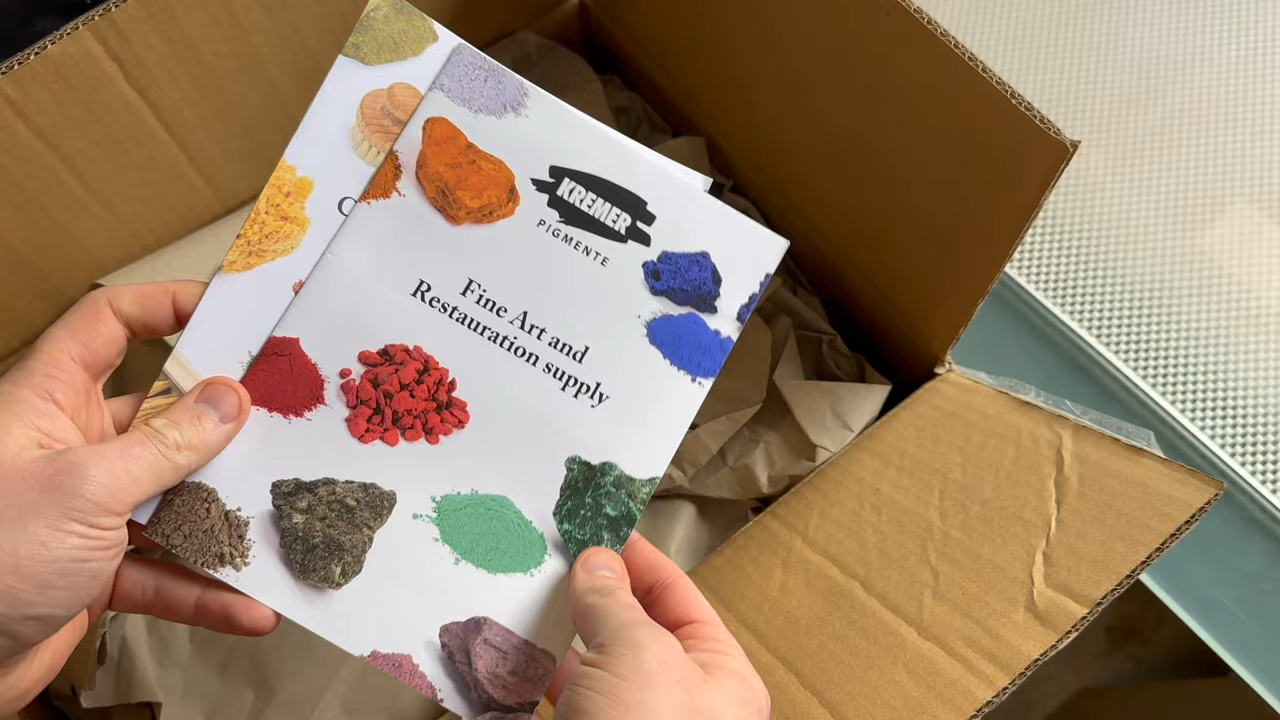 KREMER
PIGMENTE
Fine Art and
Restauration supply
C